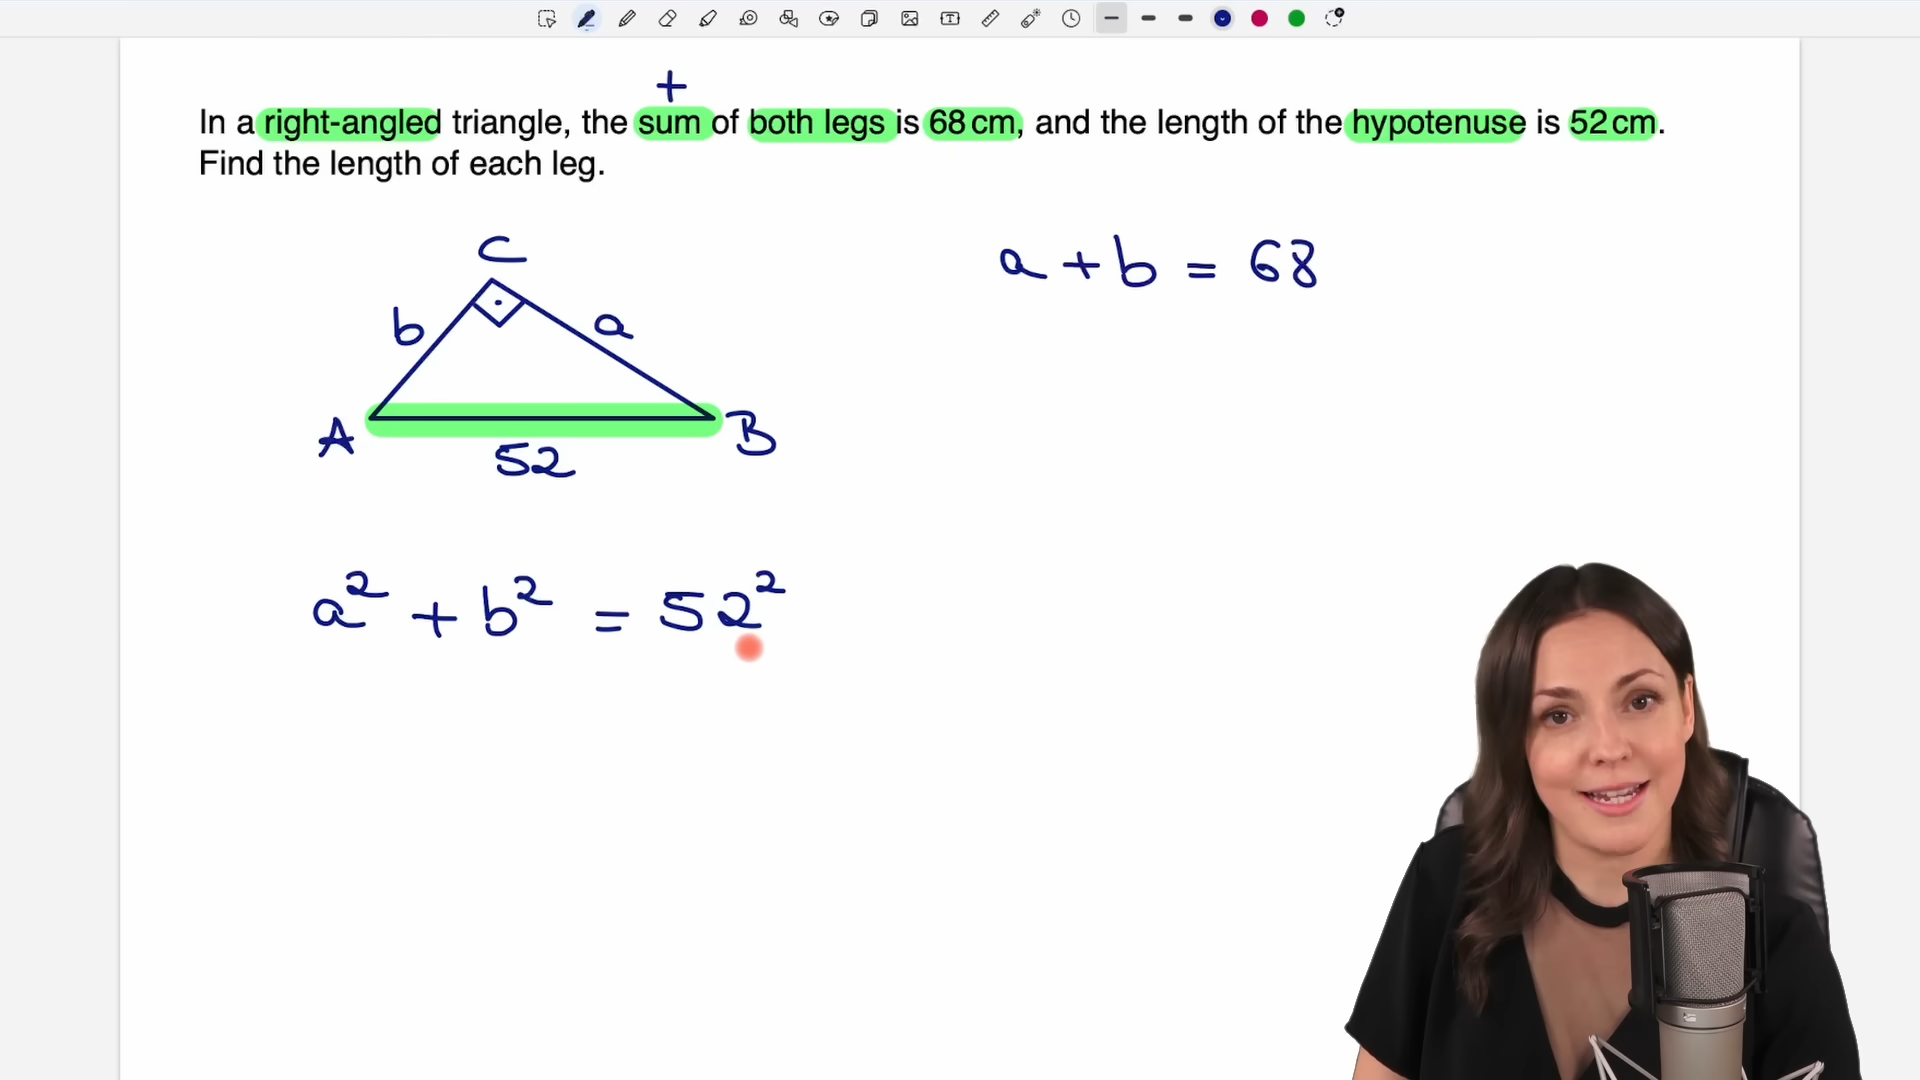 +
In a right-angled triangle, the sum of both legs is 68 cm, and the length of the hypotenuse is 52 cm.
Find the length of each leg.
C
a + b = 68
b
a
A
B
52
a² + b² = 52²